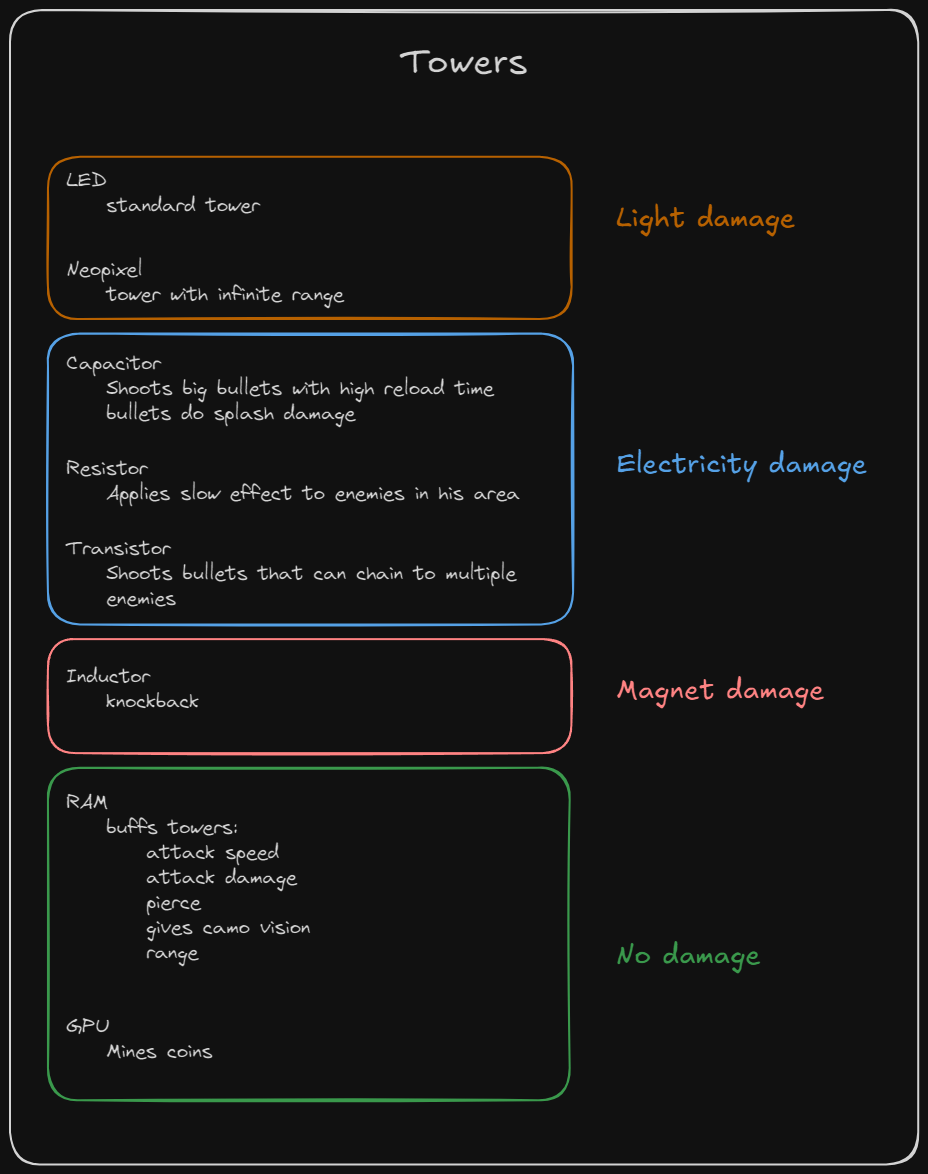 Towers
LED
standard tower
Light damage
Neopixel
tower with infinite range
Capacitor
Shoots big bullets with high reload time
bullets do splash damage
Electricity damage
Resistor
Applies slow effect to enemies in his area
Transistor
Shoots bullets that can chain to multiple
enemies
Inductor
knockback
Magnet damage
RAM
buffs towers:
attack speed
attack damage
pierce
gives camo vision
range
No damage
GPU
Mines coins